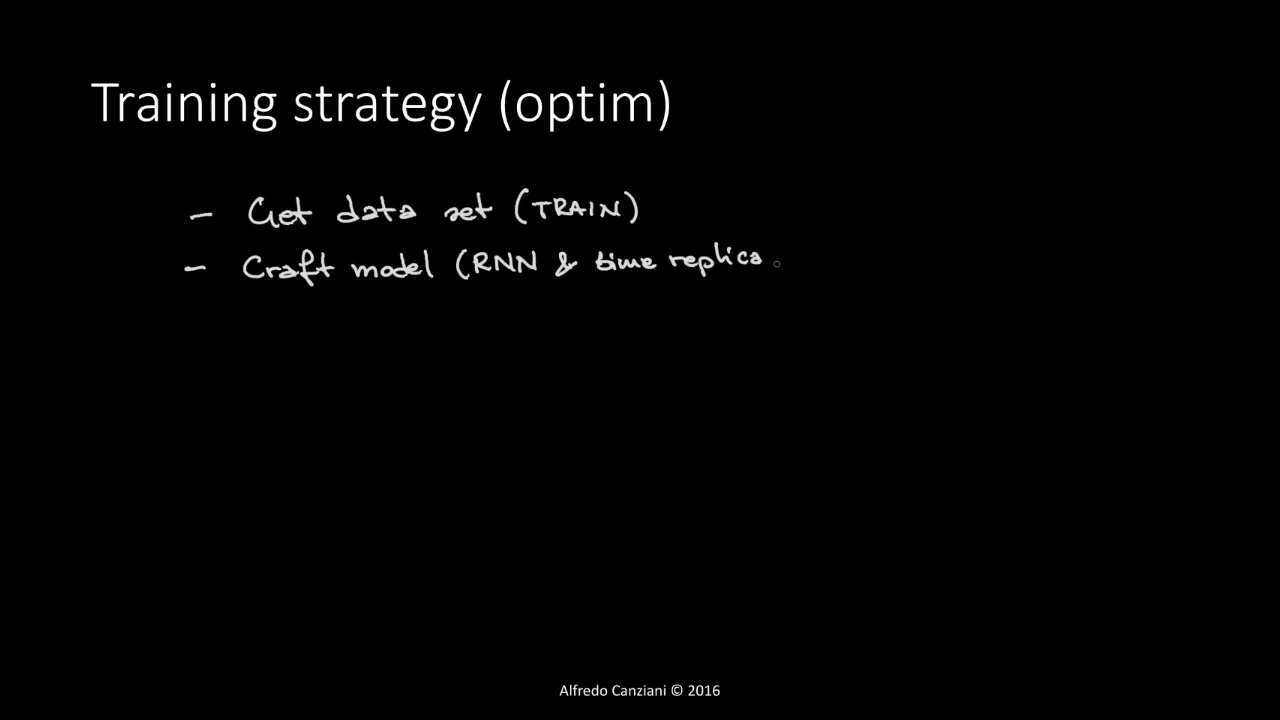 Training strategy (optim)
- Get data set (TRAIN)
- Craft model (RNN & time replica
Alfredo Canziani © 2016